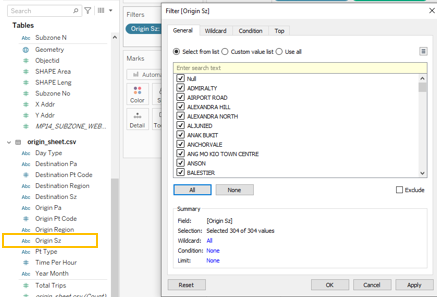 Search
Tables
Abc Subzone N
Geometry
Objectid
SHAPE Area
SHAPE Leng
Subzone No
X Addr
Y Addr
MP14_SUBZONE_WEB...
origin_sheet.csv
Abc Day Type
Abc Destination Pa
Destination Pt Code
Abc Destination Region
Abc Destination Sz
Abc Origin Pa
Origin Pt Code
Abc Origin Region
Abc Origin Sz
Abc Pt Type
Time Per Hour
Abc Year Month
Total Trips
origin_sheet.csv (Count)
Filters
Origin Sz:
Marks
Automa
Color
Si
Detail
Too
Filter [Origin Sz]
General Wildcard Condition Top
Select from list Custom value list Use all
Enter search text
Null
ADMIRALTY
AIRPORT ROAD
ALEXANDRA HILL
ALEXANDRA NORTH
ALJUNIED
ANAK BUKIT
ANCHORVALE
ANG MO KIO TOWN CENTRE
ANSON
BALESTIER
All None Exclude
Summary
Field: [Origin Sz]
Selection: Selected 304 of 304 values
Wildcard: All
Condition: None
Limit: None
Reset OK Cancel Apply